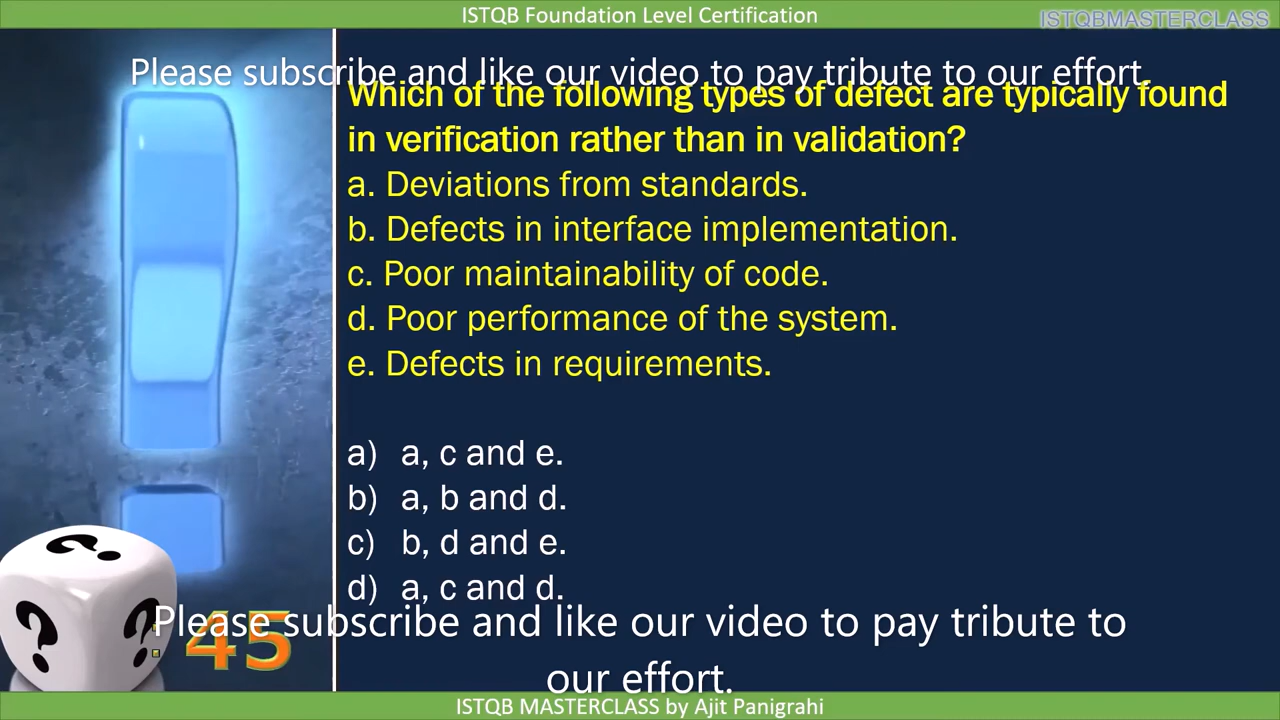 ISTQB Foundation Level Certification
ISTQBMASTERCLASS
Please subscribe and like our video to pay tribute to our effort.
Which of the following types of defect are typically found
in verification rather than in validation?
a. Deviations from standards.
b. Defects in interface implementation.
c. Poor maintainability of code.
d. Poor performance of the system.
e. Defects in requirements.
a) a, c and e.
b) a, b and d.
c) b, d and e.
d) a, c and d.
45
Please subscribe and like our video to pay tribute to
our effort.
ISTQB MASTERCLASS by Ajit Panigrahi